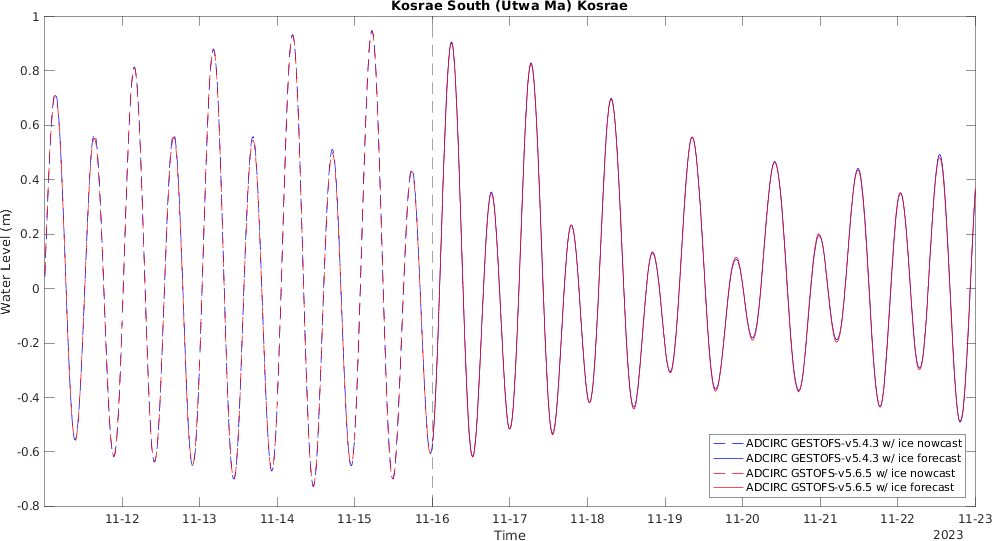 Kosrae South (Utwa Ma) Kosrae
1
0.8
0.6
0.4
0.2
0
-0.2
-0.4
-0.6
-0.8
Water Level (m)
ADCIRC GESTOFS-v5.4.3 w/ ice nowcast
ADCIRC GESTOFS-v5.4.3 w/ ice forecast
ADCIRC GSTOFS-v5.6.5 w/ ice nowcast
ADCIRC GSTOFS-v5.6.5 w/ ice forecast
11-12 11-13 11-14 11-15 11-16 11-17 11-18 11-19 11-20 11-21 11-22 11-23
Time
2023